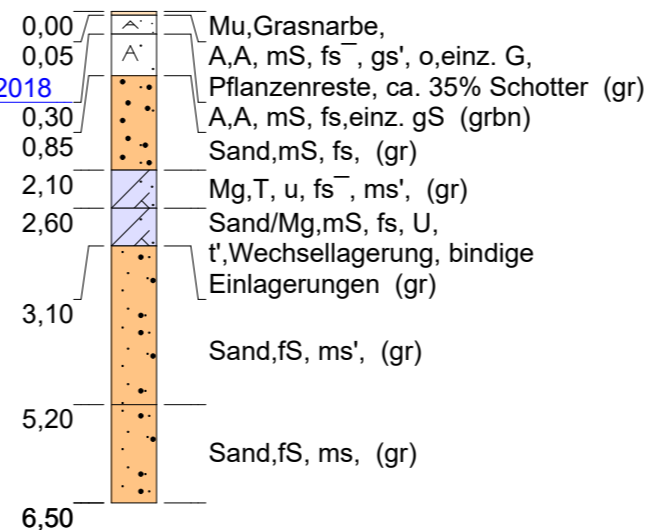 0,00 Mu,Grasnarbe,
0,05 A,A, mS, fs¯, gs', o,einz. G,
2018 Pflanzenreste, ca. 35% Schotter (gr)
0,30 A,A, mS, fs,einz. gS (grbn)
0,85 Sand,mS, fs, (gr)
2,10 Mg,T, u, fs¯, ms', (gr)
2,60 Sand/Mg,mS, fs, U,
t',Wechsellagerung, bindige
Einlagerungen (gr)
3,10
Sand,fS, ms', (gr)
5,20
Sand,fS, ms, (gr)
6,50
A
A